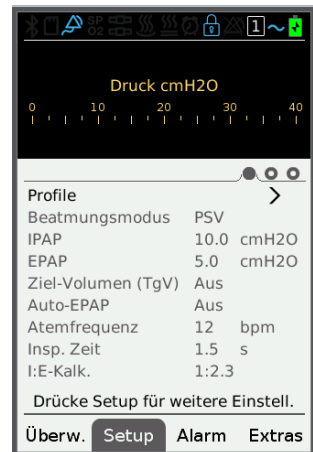 SP
O2
1
Druck cmH2O
0 10 20 30 40
Profile
Beatmungsmodus PSV
IPAP 10.0 cmH2O
EPAP 5.0 cmH2O
Ziel-Volumen (TgV) Aus
Auto-EPAP Aus
Atemfrequenz 12 bpm
Insp. Zeit 1.5 s
I:E-Kalk. 1:2.3
Drücke Setup für weitere Einstell.
Überw. Setup Alarm Extras